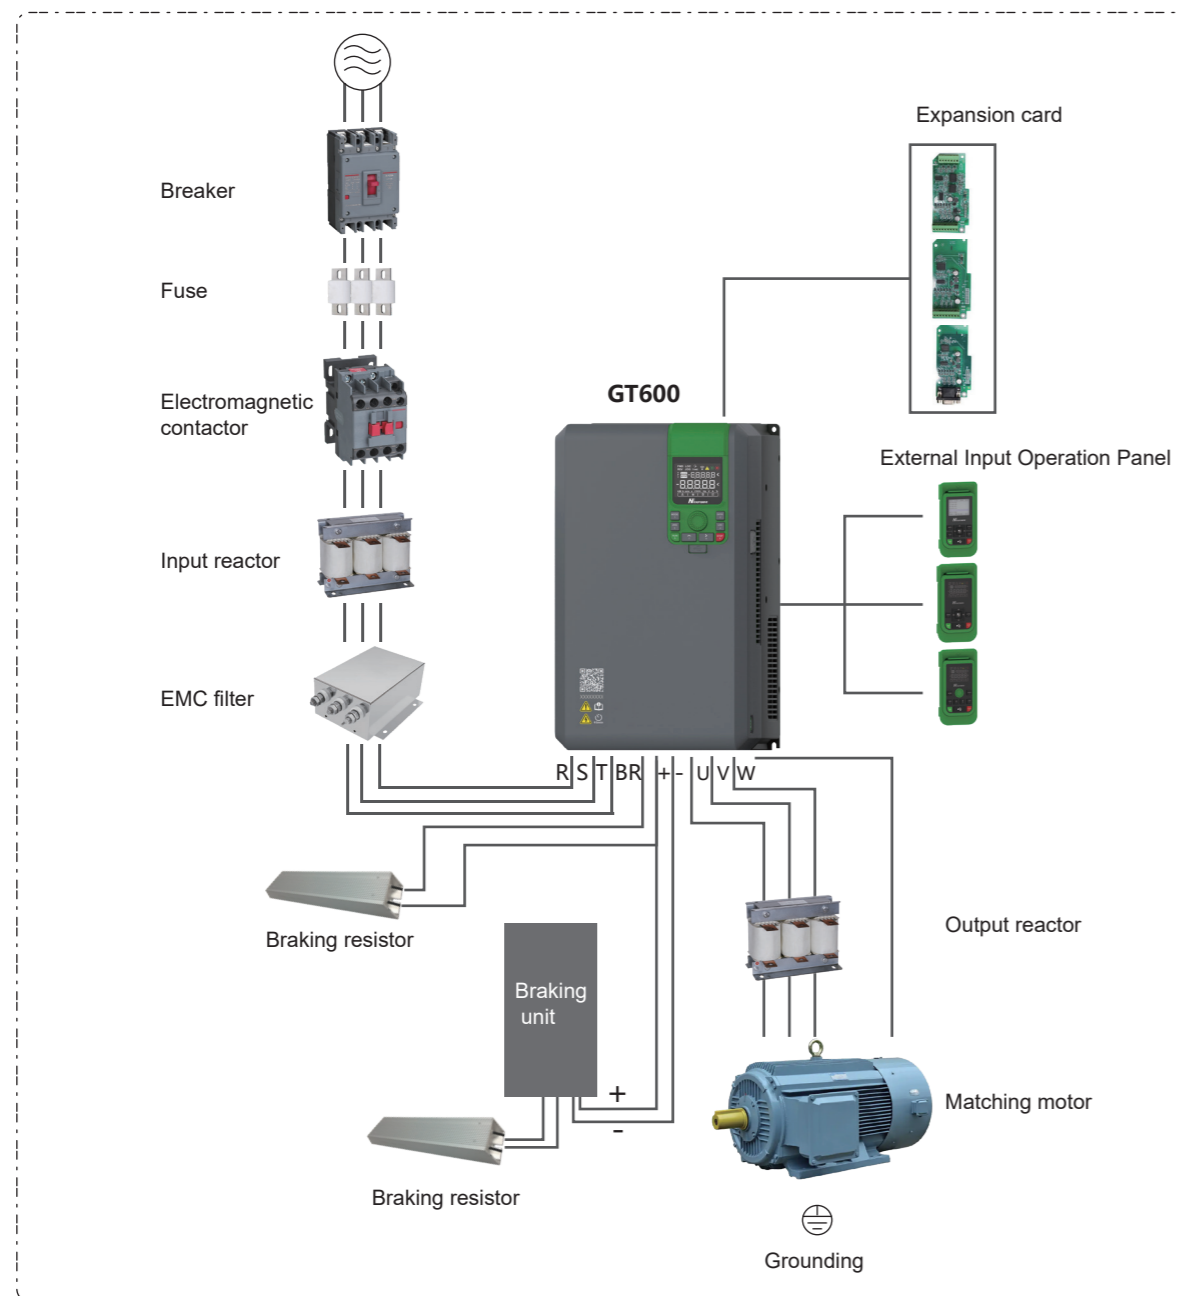 Expansion card
Breaker
Fuse
GT600
Electromagnetic
contactor
External Input Operation Panel
Input reactor
EMC filter
R S T BR + - U V W
Braking resistor
Output reactor
Braking
unit
+
-
Matching motor
Braking resistor
Grounding